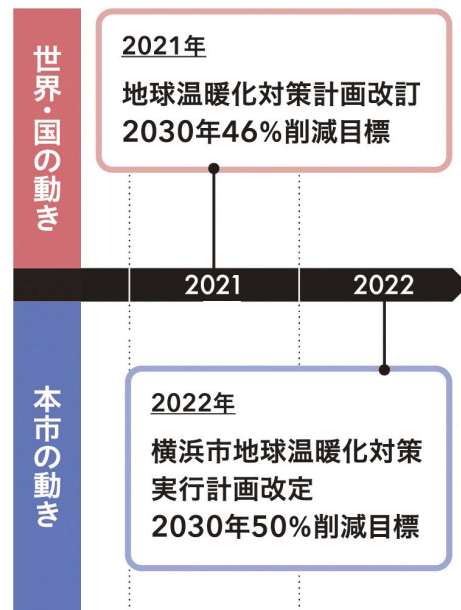 世界・国の動き
2021年
地球温暖化対策計画改訂
2030年46%削減目標
2021
2022
本市の動き
2022年
横浜市地球温暖化対策
実行計画改定
2030年50%削減目標